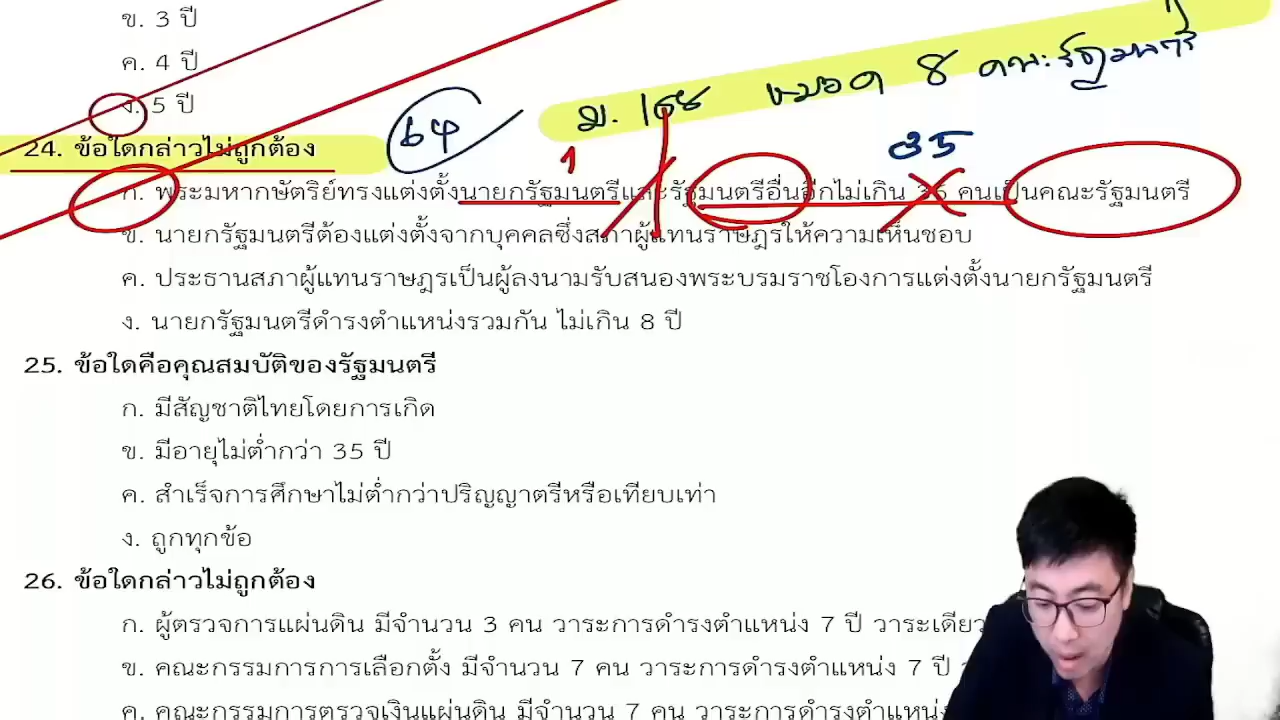 ข. 3 ปี
ค. 4 ปี
ง. 5 ปี
ม. 158 หมวด 8 คณะรัฐมนตรี
64
24. ข้อใดกล่าวไม่ถูกต้อง
1
35
ก. พระมหากษัตริย์ทรงแต่งตั้งนายกรัฐมนตรีและรัฐมนตรีอื่นอีกไม่เกิน 36 คนเป็นคณะรัฐมนตรี
ข. นายกรัฐมนตรีต้องแต่งตั้งจากบุคคลซึ่งสภาผู้แทนราษฎรให้ความเห็นชอบ
ค. ประธานสภาผู้แทนราษฎรเป็นผู้ลงนามรับสนองพระบรมราชโองการแต่งตั้งนายกรัฐมนตรี
ง. นายกรัฐมนตรีดำรงตำแหน่งรวมกัน ไม่เกิน 8 ปี
25. ข้อใดคือคุณสมบัติของรัฐมนตรี
ก. มีสัญชาติไทยโดยการเกิด
ข. มีอายุไม่ต่ำกว่า 35 ปี
ค. สำเร็จการศึกษาไม่ต่ำกว่าปริญญาตรีหรือเทียบเท่า
ง. ถูกทุกข้อ
26. ข้อใดกล่าวไม่ถูกต้อง
ก. ผู้ตรวจการแผ่นดิน มีจำนวน 3 คน วาระการดำรงตำแหน่ง 7 ปี วาระเดียว
ข. คณะกรรมการการเลือกตั้ง มีจำนวน 7 คน วาระการดำรงตำแหน่ง 7 ปี
ค. คณะกรรมการตรวจเงินแผ่นดิน มีจำนวน 7 คน วาระการดำรงตำแหน่ง